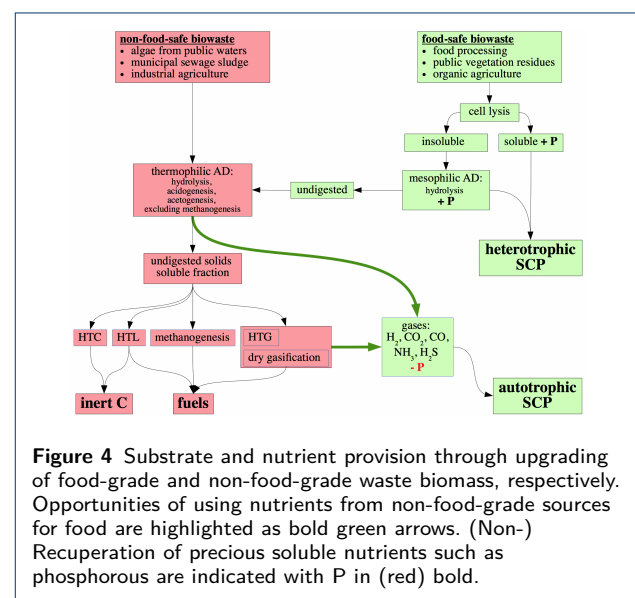 non-food-safe biowaste
• algae from public waters
• municipal sewage sludge
• industrial agriculture
food-safe biowaste
• food processing
• public vegetation residues
• organic agriculture
cell lysis
insoluble
soluble + P
thermophilic AD:
hydrolysis,
acidogenesis,
acetogenesis,
excluding methanogenesis
undigested
mesophilic AD:
hydrolysis
+ P
heterotrophic
SCP
undigested solids
soluble fraction
HTC
HTL
methanogenesis
HTG
dry gasification
gases:
H2, CO2, CO,
NH3, H2S
- P
inert C
fuels
autotrophic
SCP
Figure 4 Substrate and nutrient provision through upgrading
of food-grade and non-food-grade waste biomass, respectively.
Opportunities of using nutrients from non-food-grade sources
for food are highlighted as bold green arrows. (Non-)
Recuperation of precious soluble nutrients such as
phosphorous are indicated with P in (red) bold.